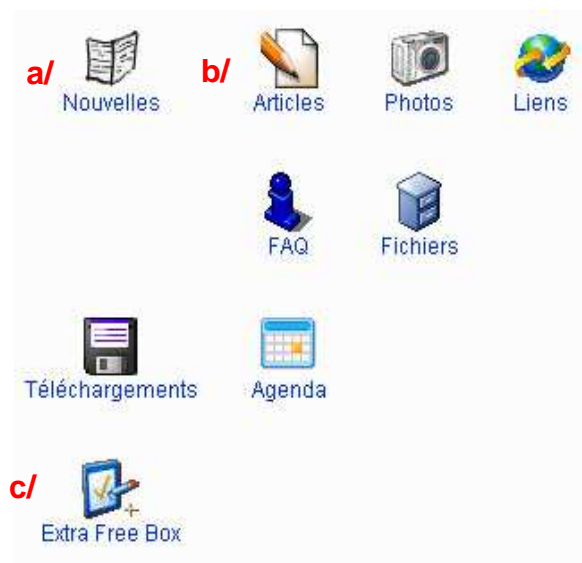 a/ Nouvelles b/ Articles Photos Liens
FAQ Fichiers
Téléchargements Agenda
c/ Extra Free Box